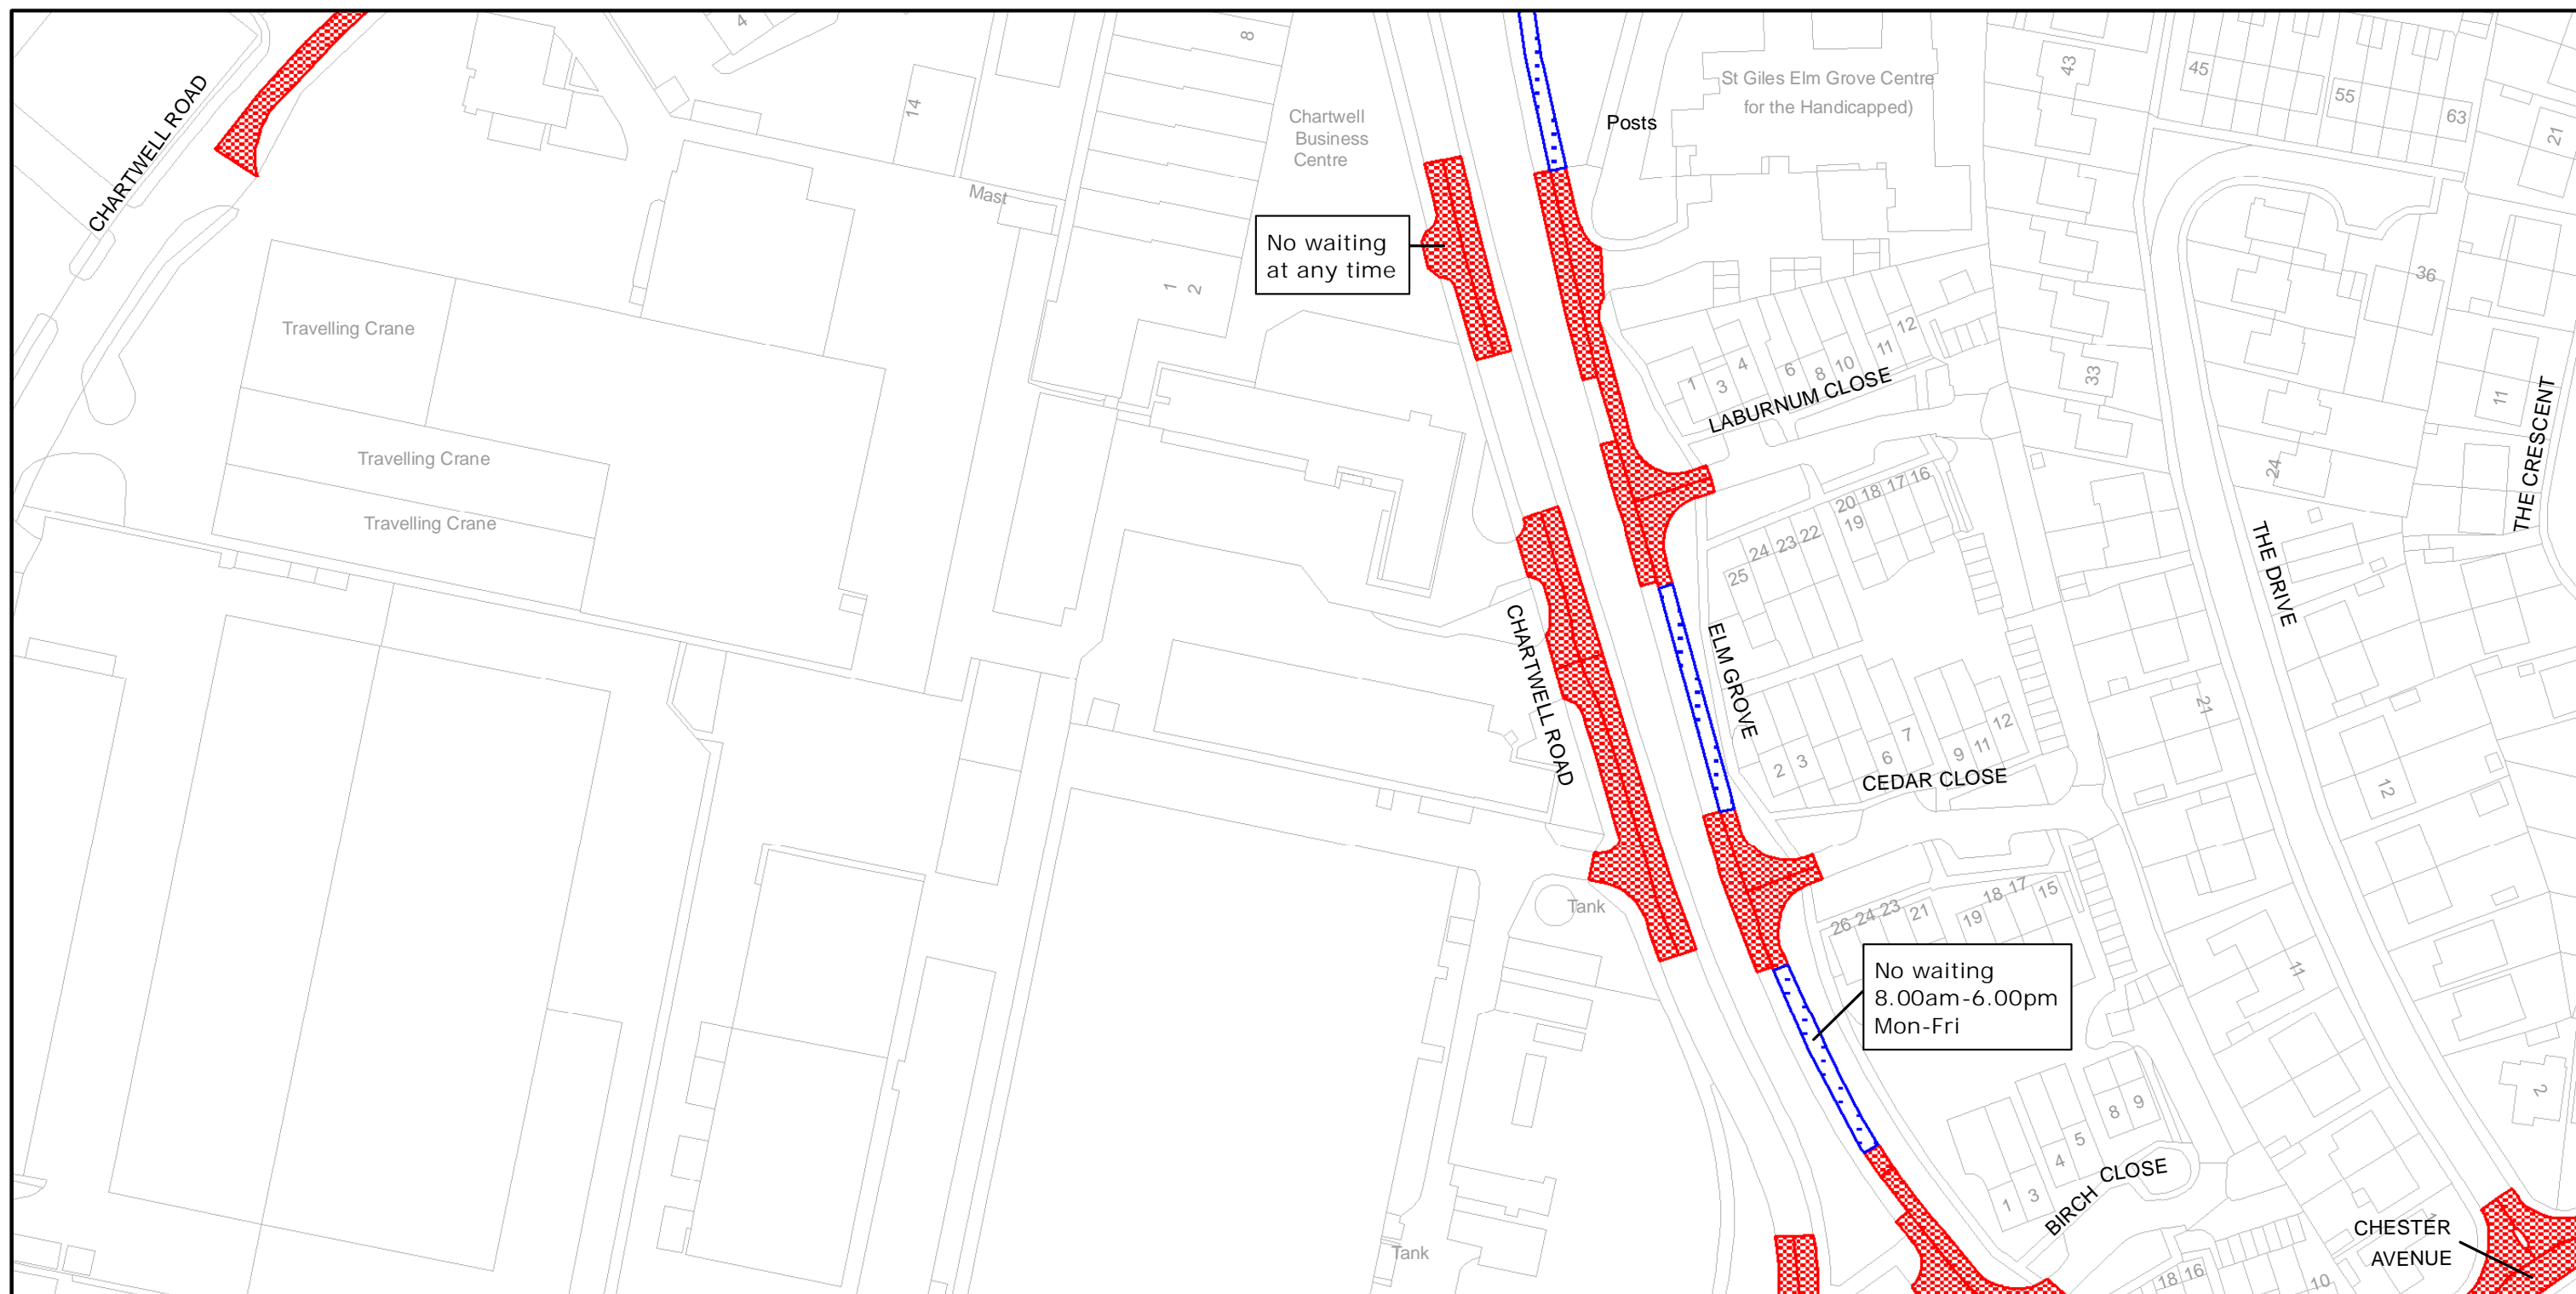 CHARTWELL ROAD
4
8
14
Mast
Chartwell
Business
Centre
1
2
Travelling Crane
Travelling Crane
Travelling Crane
No waiting
at any time
Posts
St Giles Elm Grove Centre
for the Handicapped)
43
45
55
63
21
36
11
33
24
THE CRESCENT
THE DRIVE
1
3
4
6
8
10
11
12
LABURNUM CLOSE
20
18
17
16
19
24
23
22
25
CHARTWELL ROAD
ELM GROVE
2
3
6
7
9
11
12
CEDAR CLOSE
21
12
Tank
26
24
23
21
19
18
17
15
11
No waiting
8.00am-6.00pm
Mon-Fri
2
1
3
4
5
8
9
BIRCH CLOSE
Tank
18
16
10
1
CHESTER
AVENUE